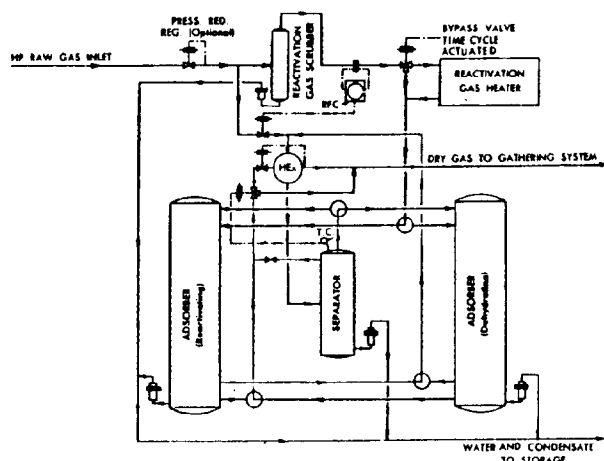 PRESS. RED.
REG. (Optional)
HP RAW GAS INLET
REACTIVATION
GAS SCRUBBER
BYPASS VALVE
TIME CYCLE
ACTUATED
REACTIVATION
GAS HEATER
RFC
HEx
DRY GAS TO GATHERING SYSTEM
T.C.
ADSORBER
(Reactivating)
SEPARATOR
ADSORBER
(Dehydration)
WATER AND CONDENSATE
TO STORAGE